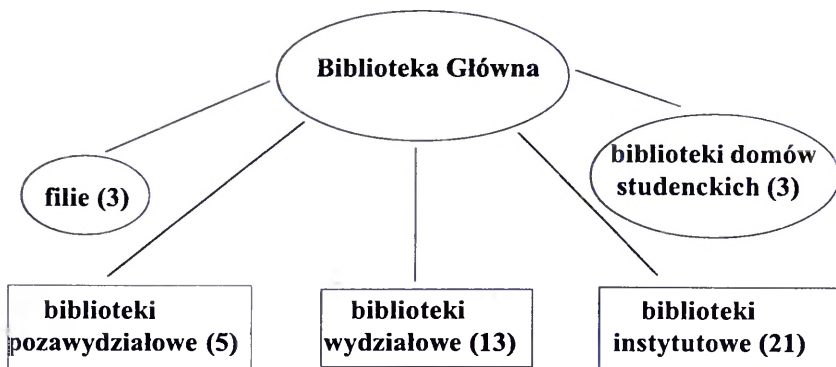 Biblioteka Główna
filie (3)
biblioteki domów
studenckich (3)
biblioteki
pozawydziałowe (5)
biblioteki
wydziałowe (13)
biblioteki
instytutowe (21)